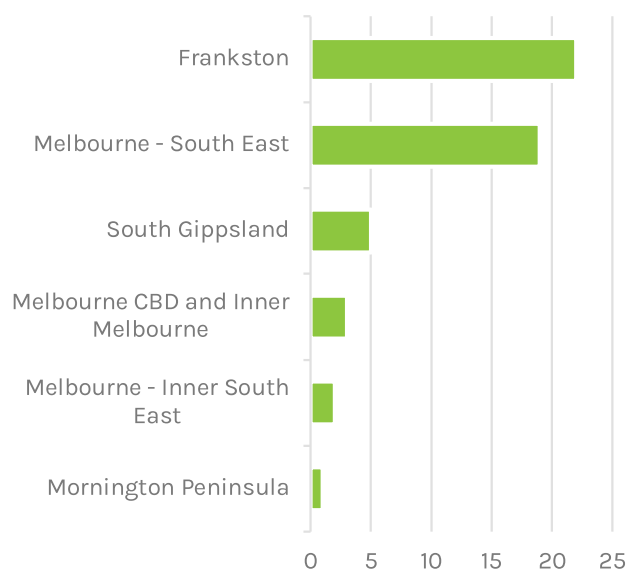 Frankston
Melbourne - South East
South Gippsland
Melbourne CBD and Inner
Melbourne
Melbourne - Inner South
East
Mornington Peninsula
0 5 10 15 20 25